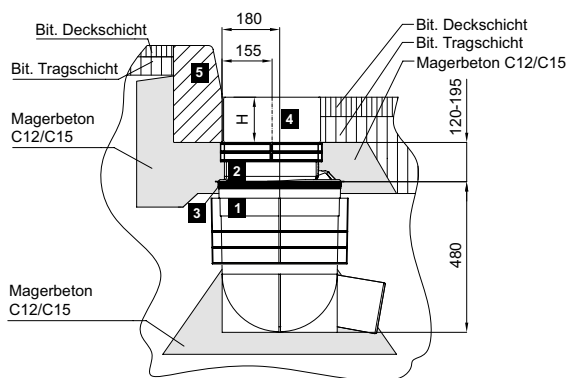 180
155
Bit. Deckschicht
Bit. Tragschicht
Magerbeton
C12/C15
Bit. Deckschicht
Bit. Tragschicht
Magerbeton C12/C15
5
H
4
120-195
2
3
1
480
Magerbeton
C12/C15